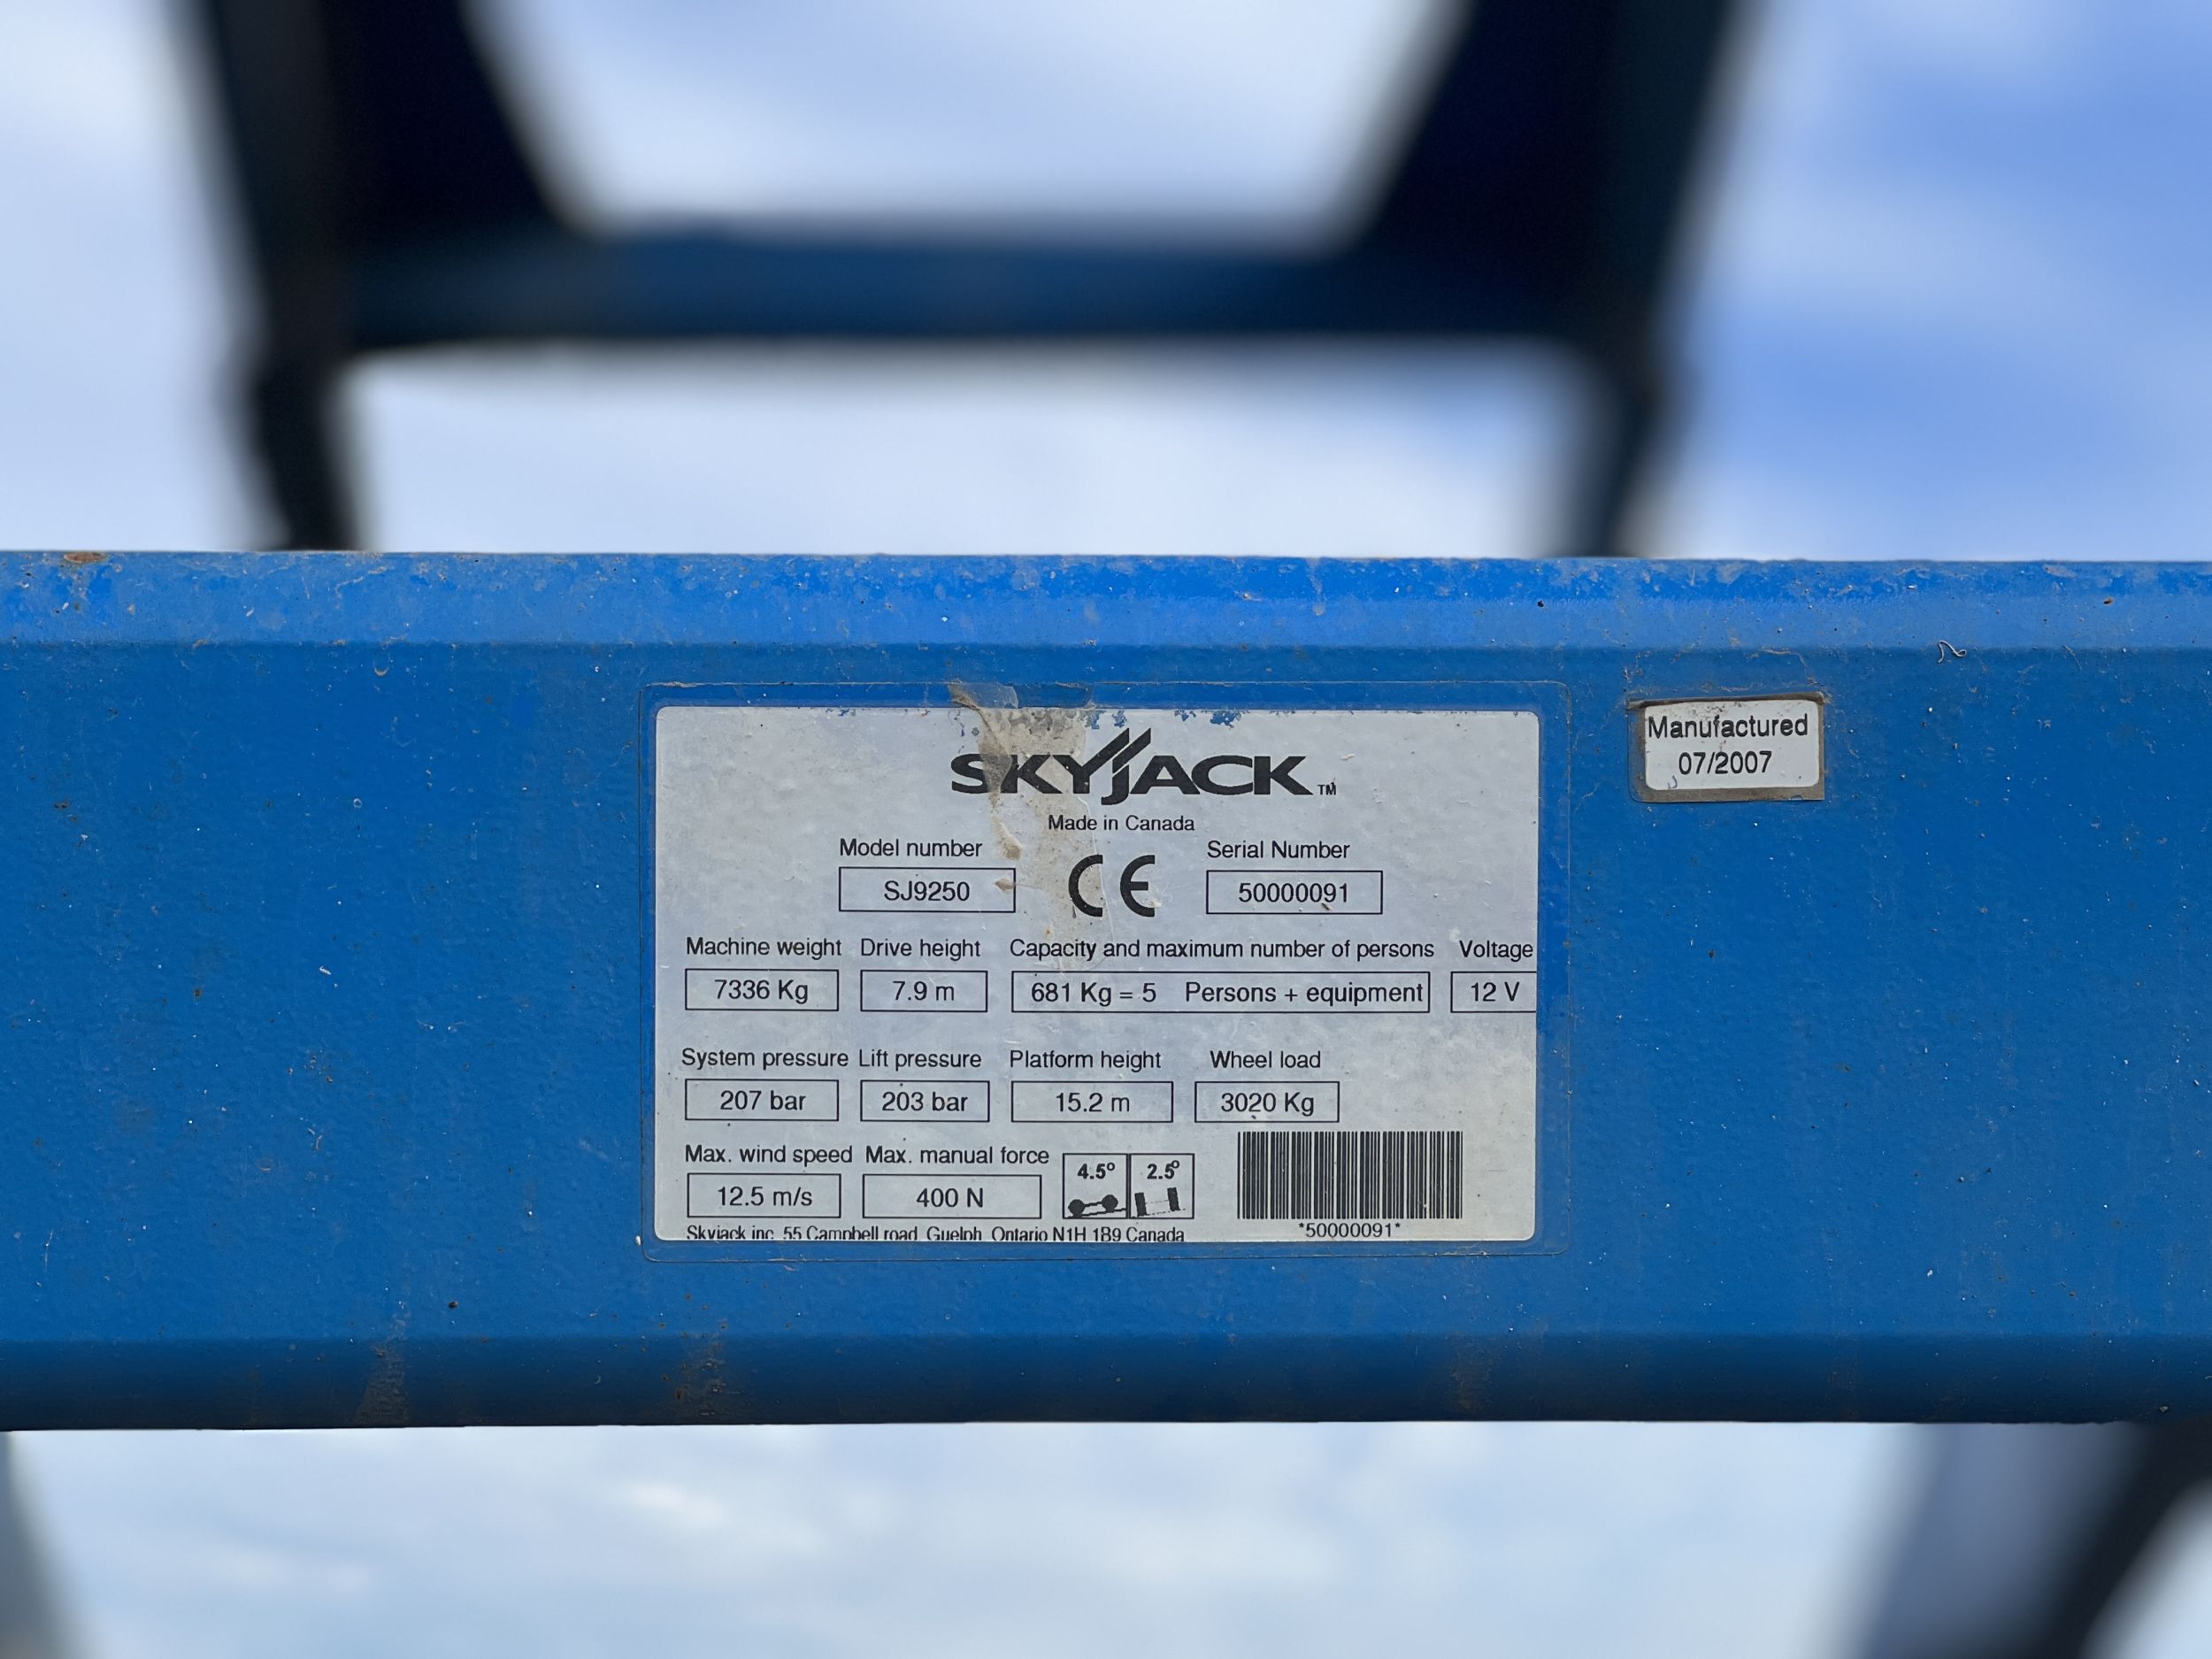 SKYJACK™
Made in Canada
Manufactured
07/2007
Model number
SJ9250
CE
Serial Number
50000091
Machine weight Drive height Capacity and maximum number of persons Voltage
7336 Kg 7.9 m 681 Kg = 5 Persons + equipment 12 V
System pressure Lift pressure Platform height Wheel load
207 bar 203 bar 15.2 m 3020 Kg
Max. wind speed Max. manual force 4.5° 2.5°
12.5 m/s 400 N
Skyjack inc. 55 Campbell road Guelph Ontario N1H 1B9 Canada
*50000091*